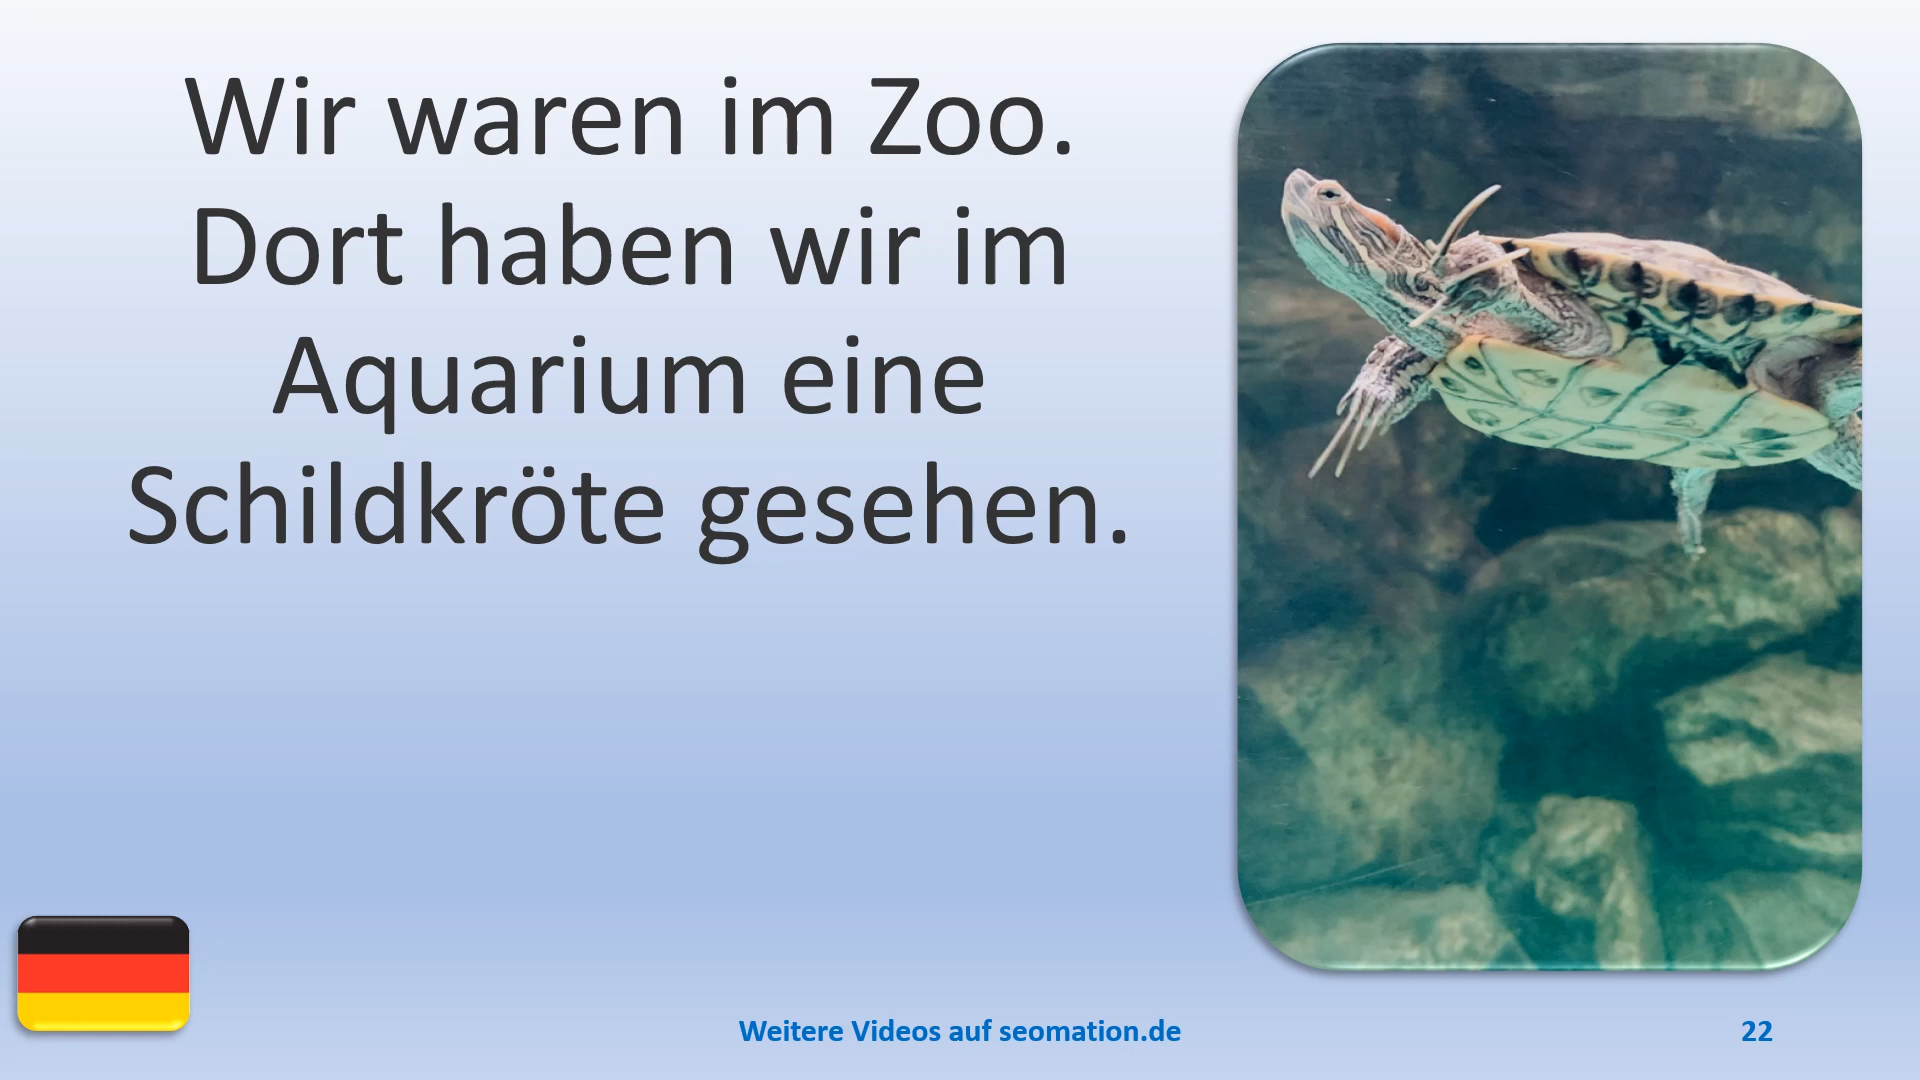 Wir waren im Zoo.
Dort haben wir im
Aquarium eine
Schildkröte gesehen.
Weitere Videos auf seomation.de
22